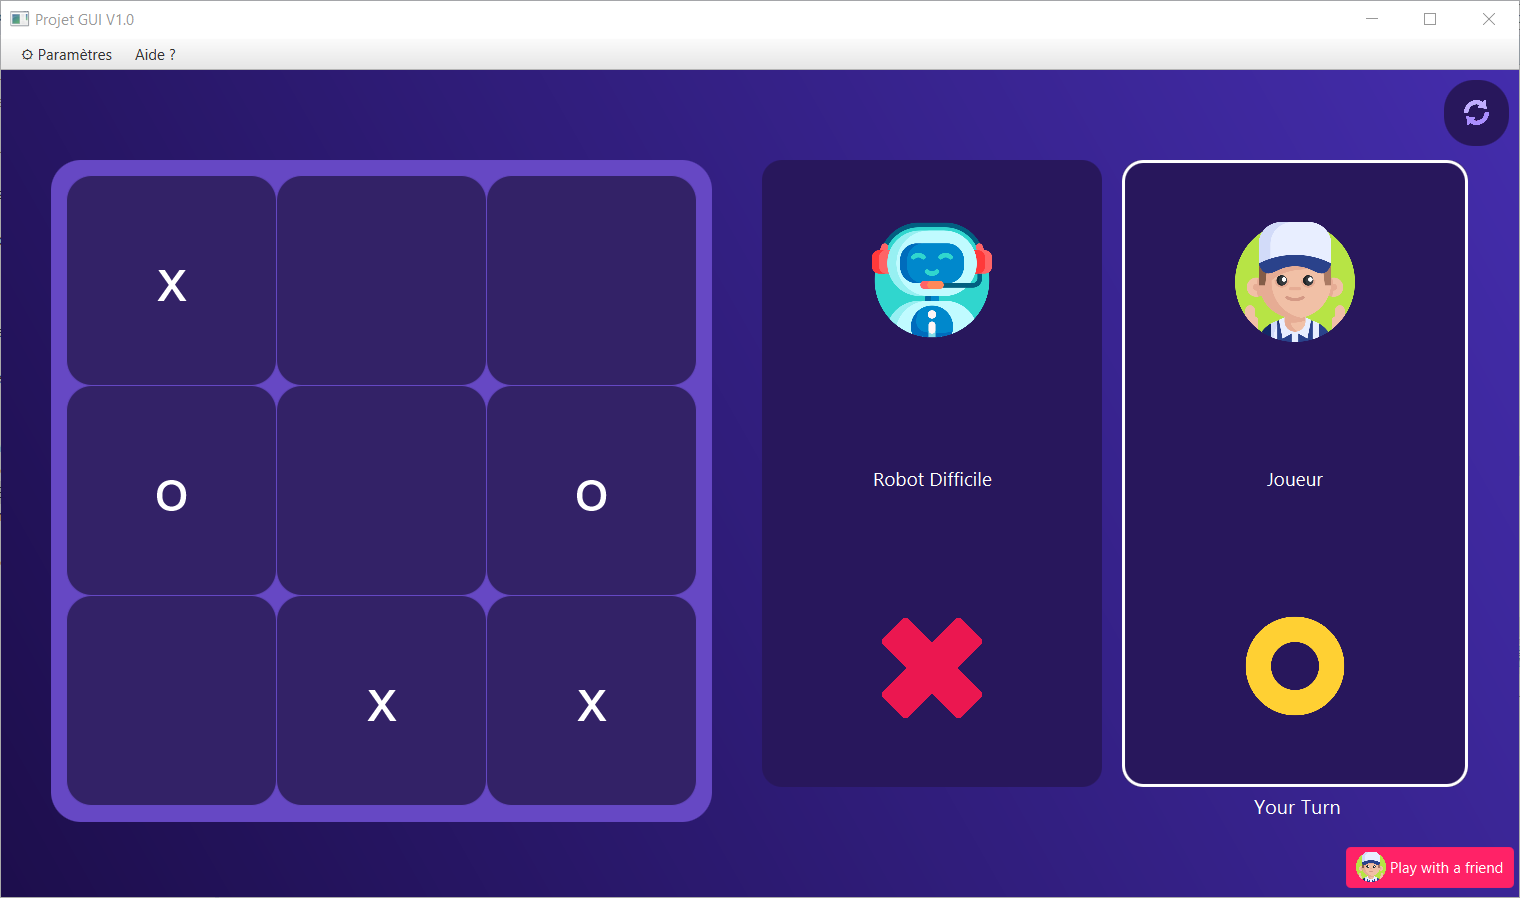 Projet GUI V1.0
⚙ Paramètres Aide ?
X
O O
X X
Robot Difficile Joueur
Your Turn
Play with a friend